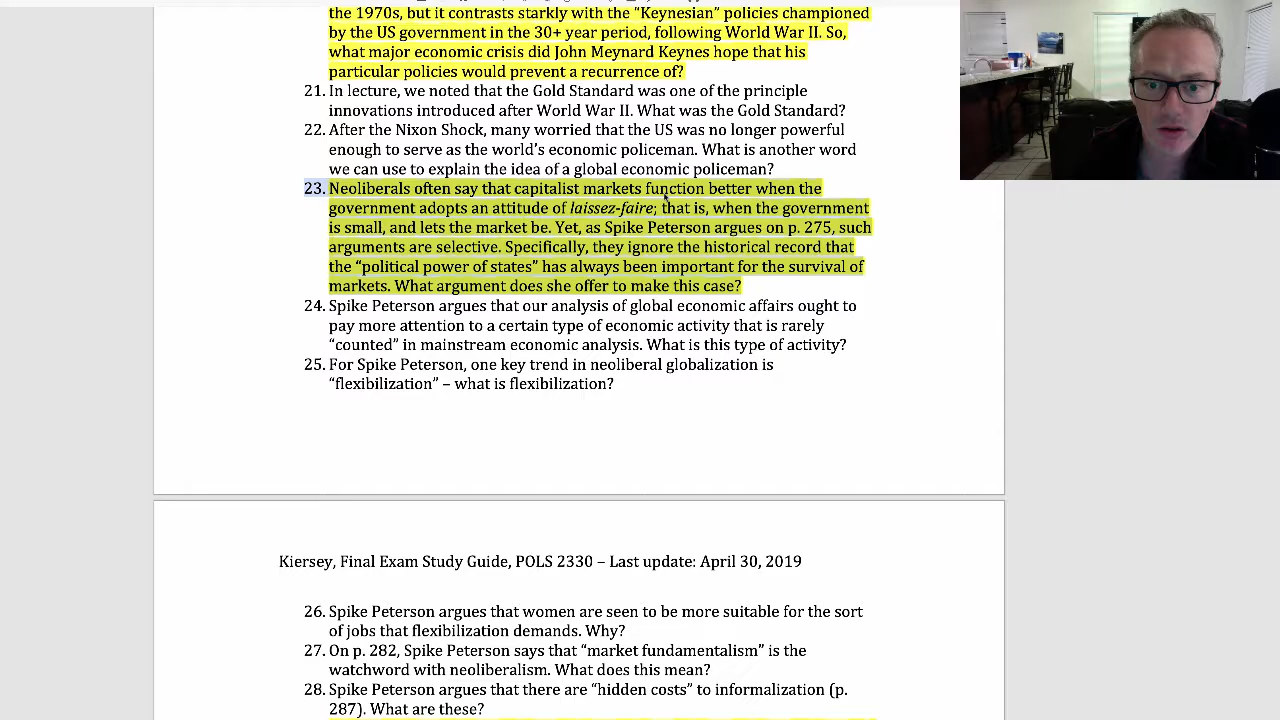 the 1970s, but it contrasts starkly with the “Keynesian” policies championed
by the US government in the 30+ year period, following World War II. So,
what major economic crisis did John Meynard Keynes hope that his
particular policies would prevent a recurrence of?
21. In lecture, we noted that the Gold Standard was one of the principle
innovations introduced after World War II. What was the Gold Standard?
22. After the Nixon Shock, many worried that the US was no longer powerful
enough to serve as the world’s economic policeman. What is another word
we can use to explain the idea of a global economic policeman?
23. Neoliberals often say that capitalist markets function better when the
government adopts an attitude of laissez-faire; that is, when the government
is small, and lets the market be. Yet, as Spike Peterson argues on p. 275, such
arguments are selective. Specifically, they ignore the historical record that
the “political power of states” has always been important for the survival of
markets. What argument does she offer to make this case?
24. Spike Peterson argues that our analysis of global economic affairs ought to
pay more attention to a certain type of economic activity that is rarely
“counted” in mainstream economic analysis. What is this type of activity?
25. For Spike Peterson, one key trend in neoliberal globalization is
“flexibilization” – what is flexibilization?
Kiersey, Final Exam Study Guide, POLS 2330 – Last update: April 30, 2019
26. Spike Peterson argues that women are seen to be more suitable for the sort
of jobs that flexibilization demands. Why?
27. On p. 282, Spike Peterson says that “market fundamentalism” is the
watchword with neoliberalism. What does this mean?
28. Spike Peterson argues that there are “hidden costs” to informalization (p.
287). What are these?